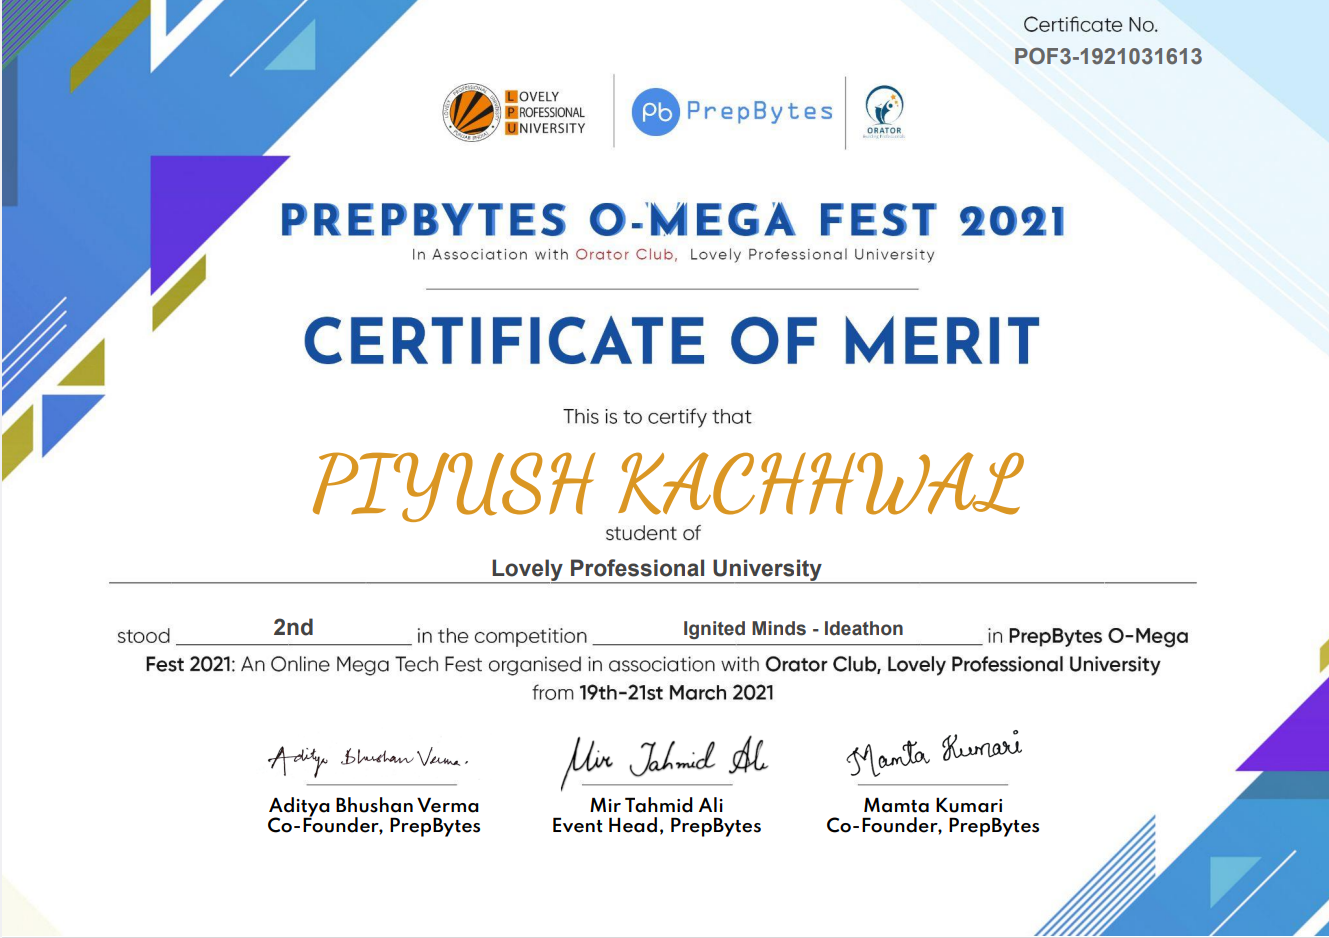 Certificate No.
POF3-1921031613
LOVELY
PROFESSIONAL
UNIVERSITY
Pb PrepBytes
ORATOR
PREPBYTES O-MEGA FEST 2021
In Association with Orator Club, Lovely Professional University
CERTIFICATE OF MERIT
This is to certify that
PIYUSH KACHHWAL
student of
Lovely Professional University
stood 2nd in the competition Ignited Minds - Ideathon in PrepBytes O-Mega
Fest 2021: An Online Mega Tech Fest organised in association with Orator Club, Lovely Professional University
from 19th-21st March 2021
Aditya Bhushan Verma. Mir Tahmid Ali Mamta Kumari
Aditya Bhushan Verma Mir Tahmid Ali Mamta Kumari
Co-Founder, PrepBytes Event Head, PrepBytes Co-Founder, PrepBytes